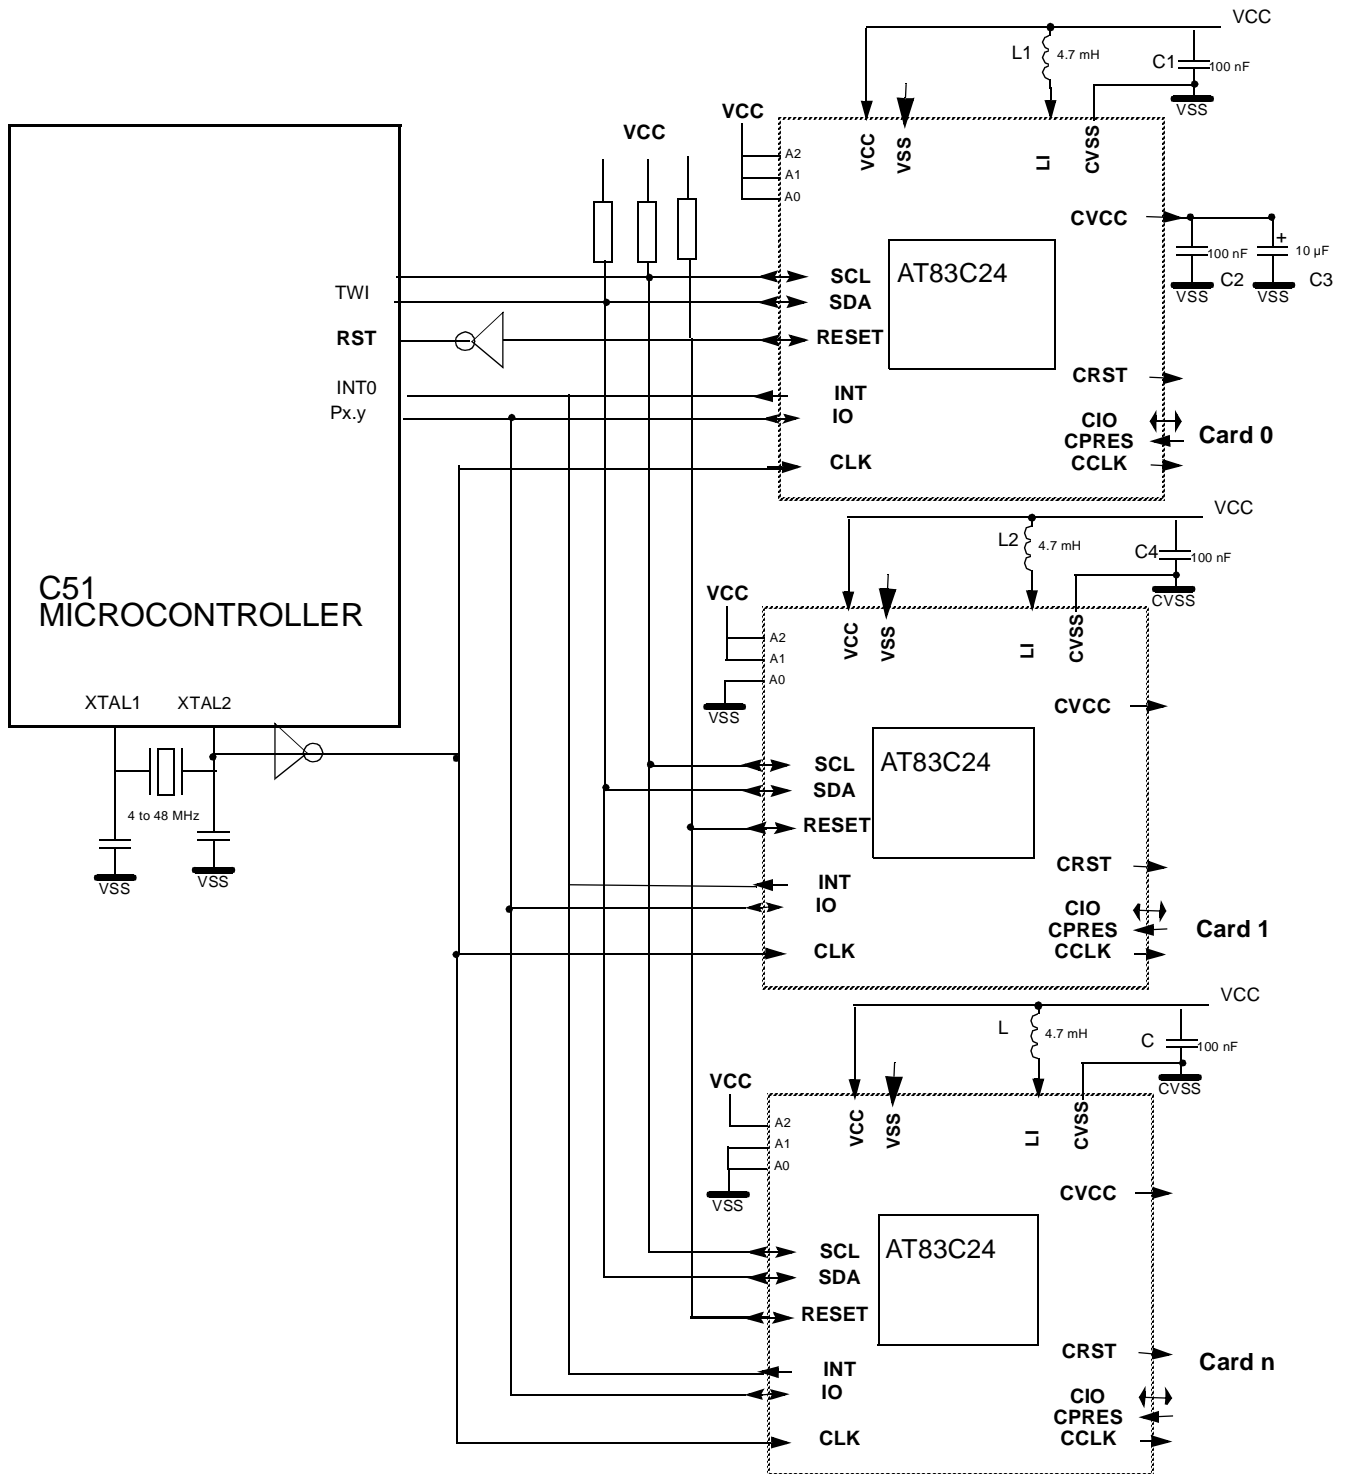 VCC
L1
4.7 mH
C1
100 nF
VSS
VCC
VCC
VCC
VSS
LI
CVSS
A2
A1
A0
CVCC
AT83C24
100 nF
C2
VSS
+
10 µF
C3
VSS
TWI
SCL
SDA
RST
RESET
INT0
INT
Px.y
IO
CLK
CRST
CIO
CPRES
CCLK
Card 0
C51
MICROCONTROLLER
XTAL1
XTAL2
4 to 48 MHz
VSS
VSS
VCC
L2
4.7 mH
C4
100 nF
CVSS
VCC
VCC
VSS
LI
CVSS
A2
A1
A0
VSS
CVCC
AT83C24
SCL
SDA
RESET
INT
IO
CLK
CRST
CIO
CPRES
CCLK
Card 1
VCC
L
4.7 mH
C
100 nF
CVSS
VCC
VCC
VSS
LI
CVSS
A2
A1
A0
VSS
CVCC
AT83C24
SCL
SDA
RESET
INT
IO
CLK
CRST
CIO
CPRES
CCLK
Card n